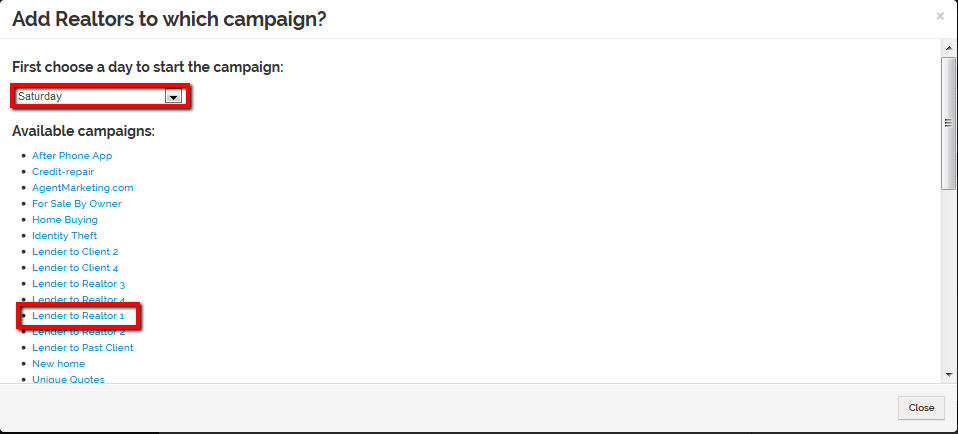 Add Realtors to which campaign?
×
First choose a day to start the campaign:
Saturday
Available campaigns:
After Phone App
Credit-repair
AgentMarketing.com
For Sale By Owner
Home Buying
Identity Theft
Lender to Client 2
Lender to Client 4
Lender to Realtor 3
Lender to Realtor 4
Lender to Realtor 1
Lender to Realtor 2
Lender to Past Client
New home
Unique Quotes
Close